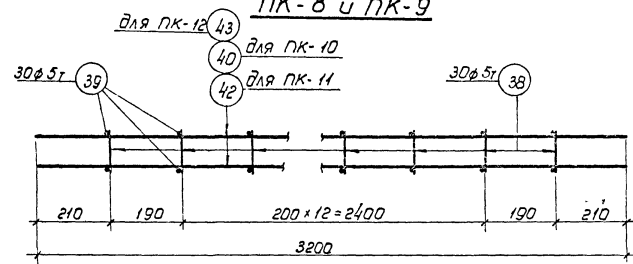 ПК-8 и ПК-9
для ПК-12 43
40 для ПК-10
30ф5т 39
42 для ПК-11
30ф5т 38
210 190 200×12=2400 190 210
3200